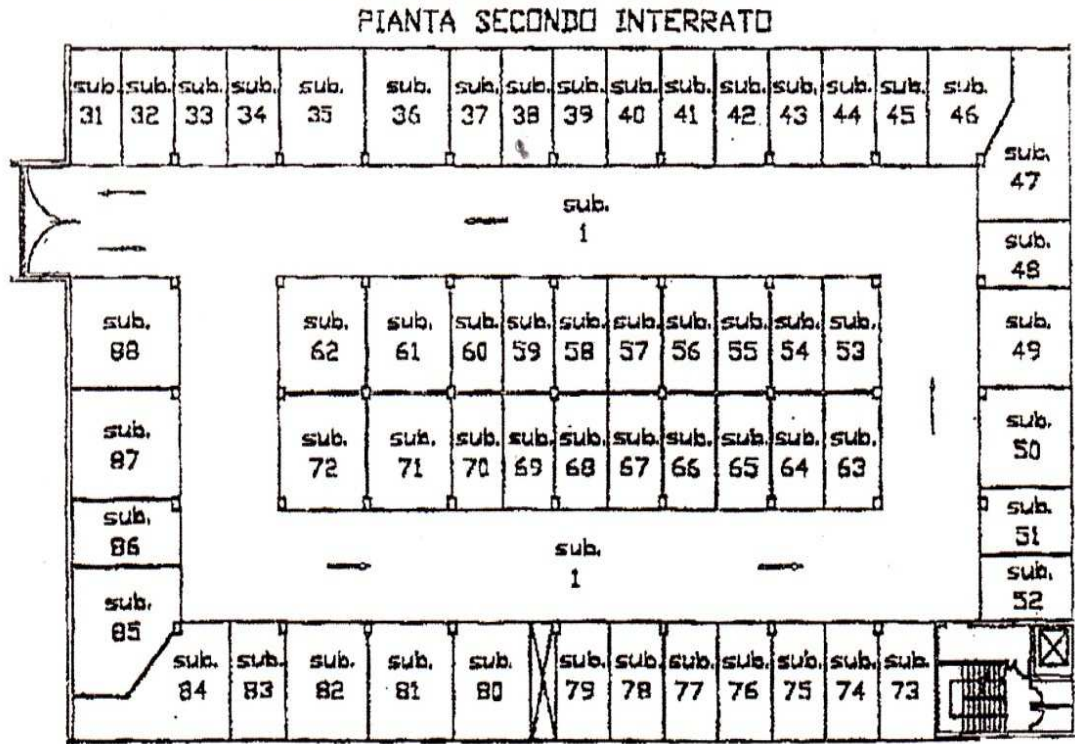 PIANTA SECONDO INTERRATO
sub. sub. sub. sub. sub. sub. sub. sub. sub. sub. sub. sub. sub. sub. sub. sub.
31 32 33 34 35 36 37 38 39 40 41 42 43 44 45 46
sub.
47
sub.
1
sub.
48
sub. sub. sub. sub. sub. sub. sub. sub. sub. sub. sub. sub.
88 62 61 60 59 58 57 56 55 54 53 49
sub. sub. sub. sub. sub. sub. sub. sub. sub. sub. sub. sub.
87 72 71 70 69 68 67 66 65 64 63 50
sub. sub.
86 51
sub.
1
sub. sub.
85 52
sub. sub. sub. sub. sub. sub. sub. sub. sub. sub. sub. sub.
84 83 82 81 80 79 78 77 76 75 74 73